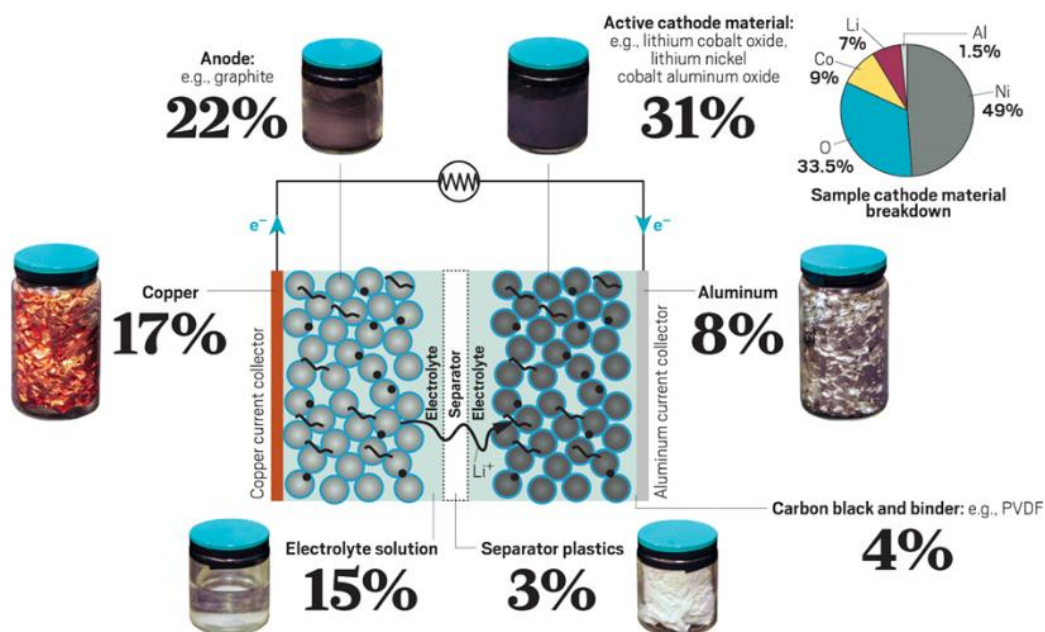 Anode:
e.g., graphite
22%
Active cathode material:
e.g., lithium cobalt oxide,
lithium nickel
cobalt aluminum oxide
31%
Li
7%
Al
1.5%
Co
9%
Ni
49%
O
33.5%
Sample cathode material
breakdown
e–
e–
Copper
17%
Copper current collector
Electrolyte
Separator
Electrolyte
Li+
Aluminum current collector
Aluminum
8%
Carbon black and binder: e.g., PVDF
4%
Electrolyte solution
15%
Separator plastics
3%